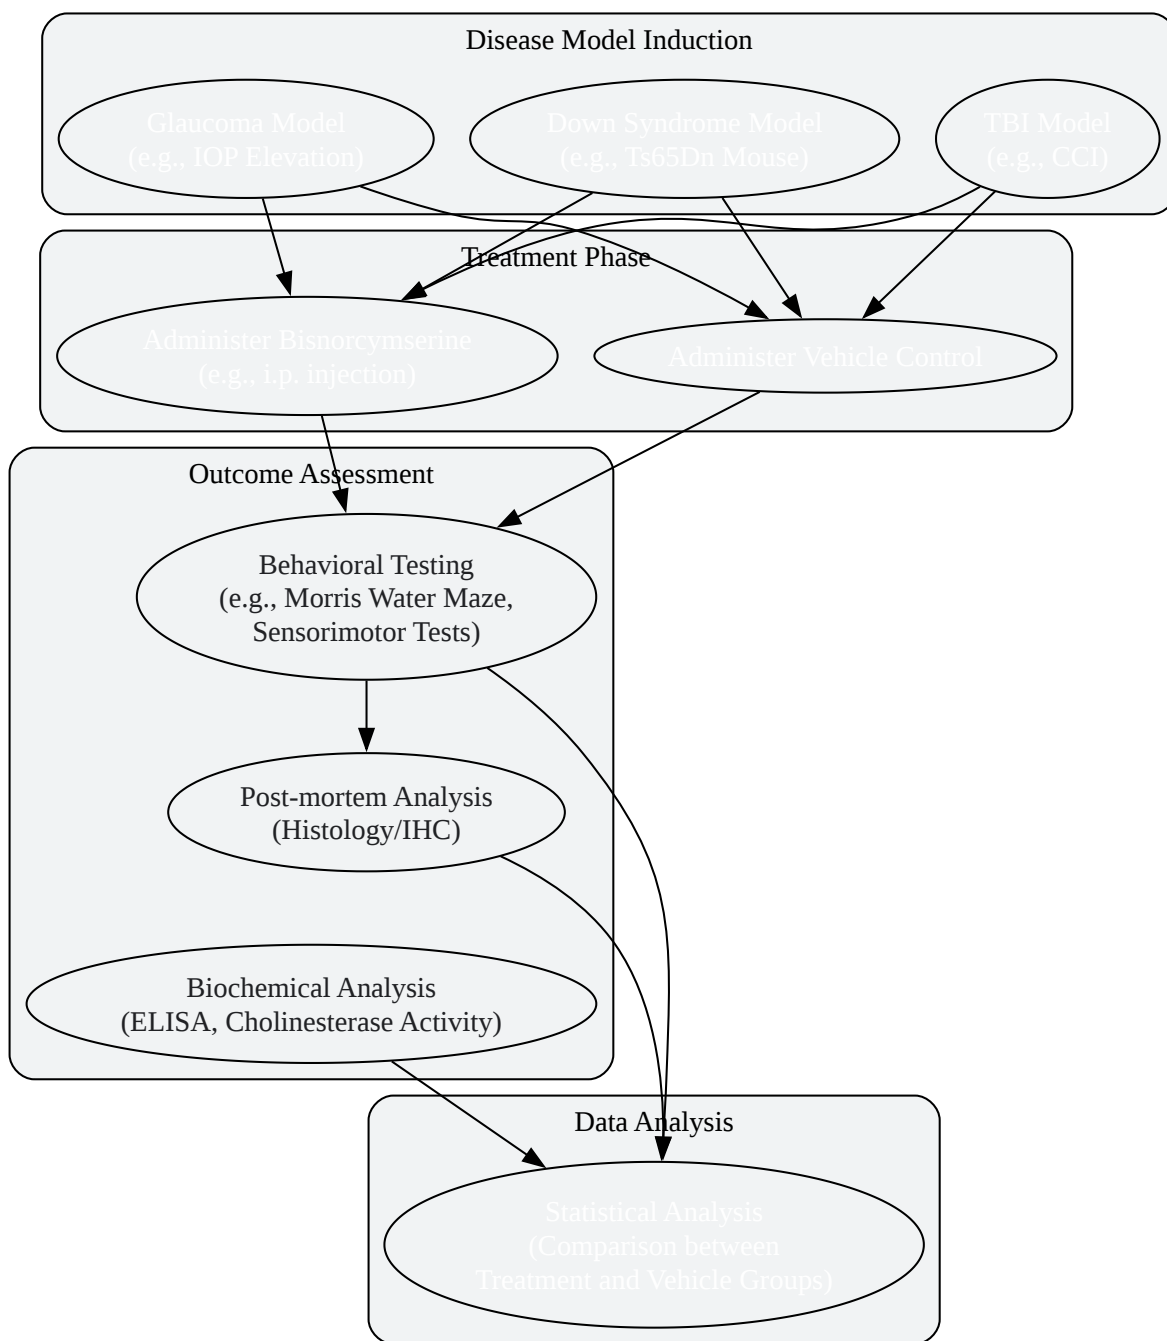 Disease Model Induction
Glaucoma Model
(e.g., IOP Elevation)
Down Syndrome Model
(e.g., Ts65Dn Mouse)
TBI Model
(e.g., CCI)
Treatment Phase
Administer Bisnorcymserine
(e.g., i.p. injection)
Administer Vehicle Control
Outcome Assessment
Behavioral Testing
(e.g., Morris Water Maze,
Sensorimotor Tests)
Post-mortem Analysis
(Histology/IHC)
Biochemical Analysis
(ELISA, Cholinesterase Activity)
Data Analysis
Statistical Analysis
(Comparison between
Treatment and Vehicle Groups)